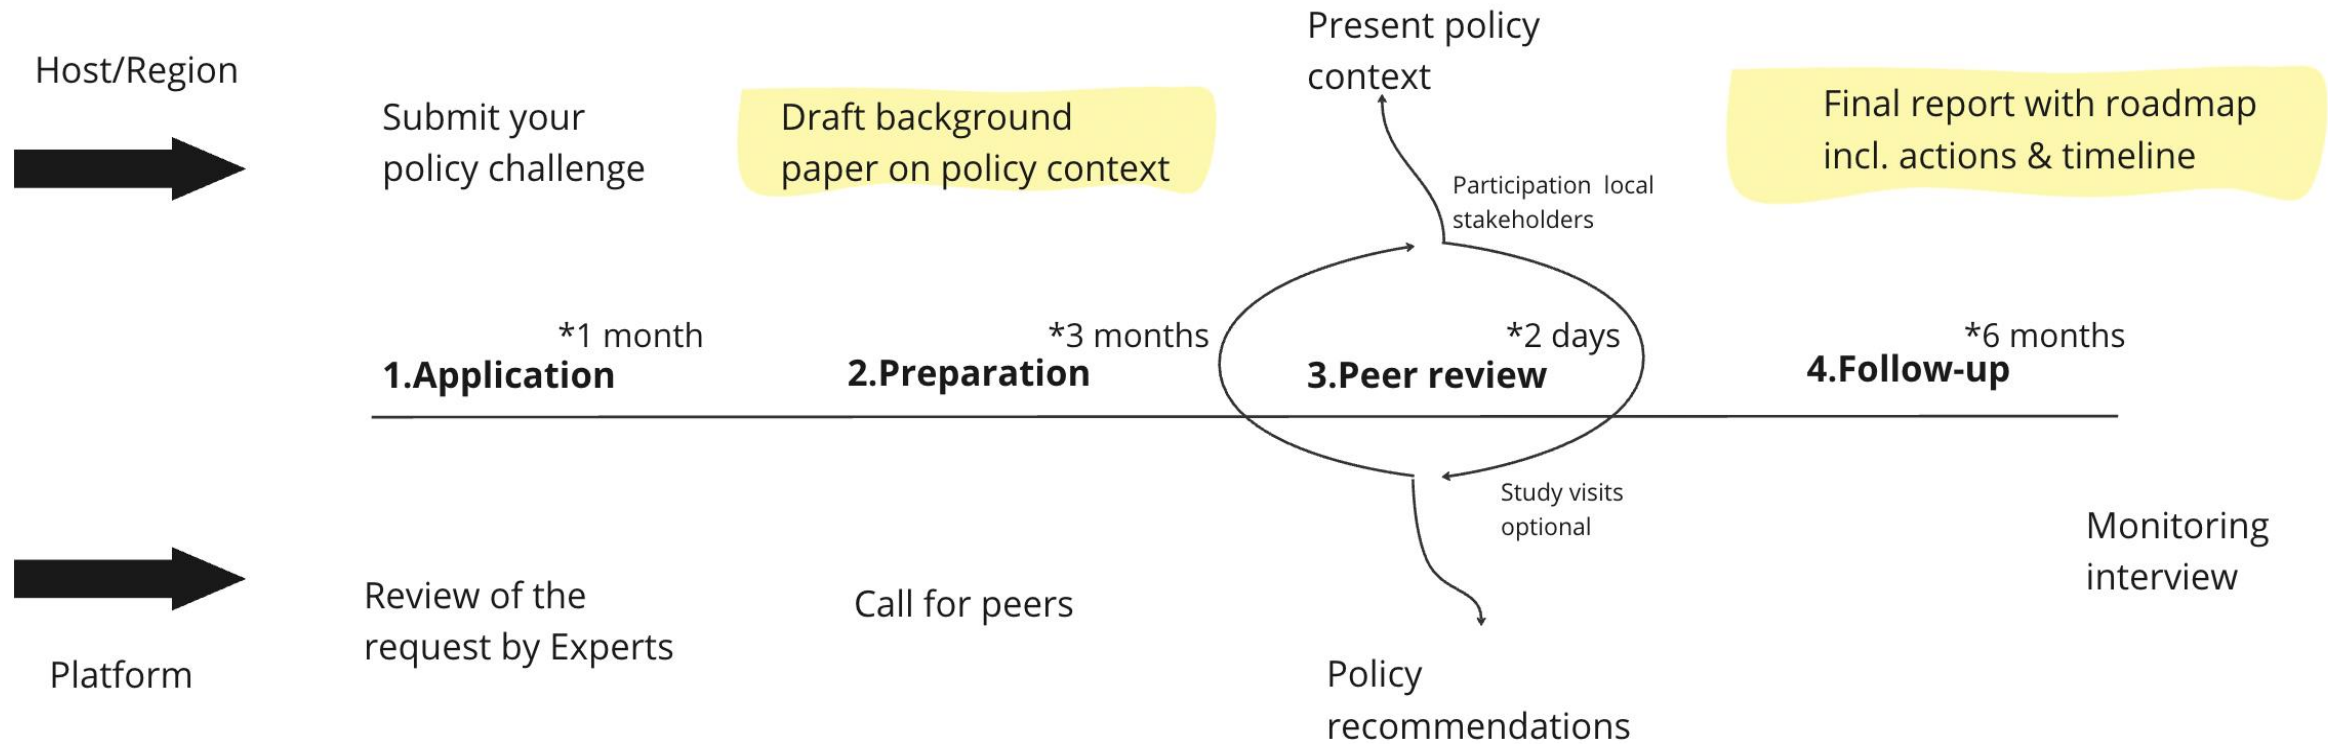 Host/Region
Submit your
policy challenge
Draft background
paper on policy context
Present policy
context
Participation local
stakeholders
Final report with roadmap
incl. actions & timeline
*1 month
1.Application
*3 months
2.Preparation
*2 days
3.Peer review
*6 months
4.Follow-up
Study visits
optional
Platform
Review of the
request by Experts
Call for peers
Policy
recommendations
Monitoring
interview